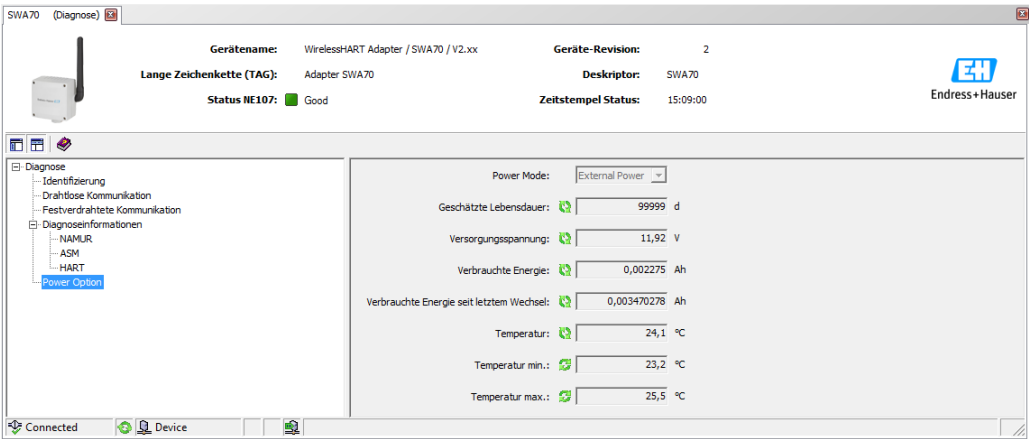 SWA70 (Diagnose)
Gerätename: WirelessHART Adapter / SWA70 / V2.xx Geräte-Revision: 2
Lange Zeichenkette (TAG): Adapter SWA70 Deskriptor: SWA70
Status NE107: Good Zeitstempel Status: 15:09:00
EH
Endress+Hauser
Diagnose
Identifizierung
Drahtlose Kommunikation
Festverdrahtete Kommunikation
Diagnoseinformationen
NAMUR
ASM
HART
Power Option
Power Mode: External Power
Geschätzte Lebensdauer: 99999 d
Versorgungsspannung: 11,92 V
Verbrauchte Energie: 0,002275 Ah
Verbrauchte Energie seit letztem Wechsel: 0,003470278 Ah
Temperatur: 24,1 °C
Temperatur min.: 23,2 °C
Temperatur max.: 25,5 °C
Connected Device